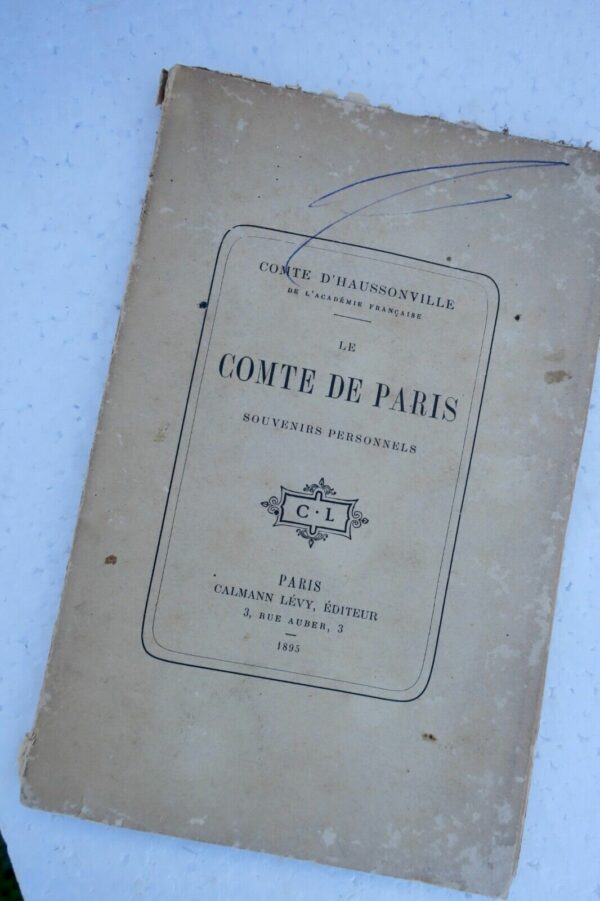 COMTE D'HAUSSONVILLE
DE L'ACADÉMIE FRANÇAISE
LE
COMTE DE PARIS
SOUVENIRS PERSONNELS
C · L
PARIS
CALMANN LÉVY, ÉDITEUR
3, RUE AUBER, 3
1895